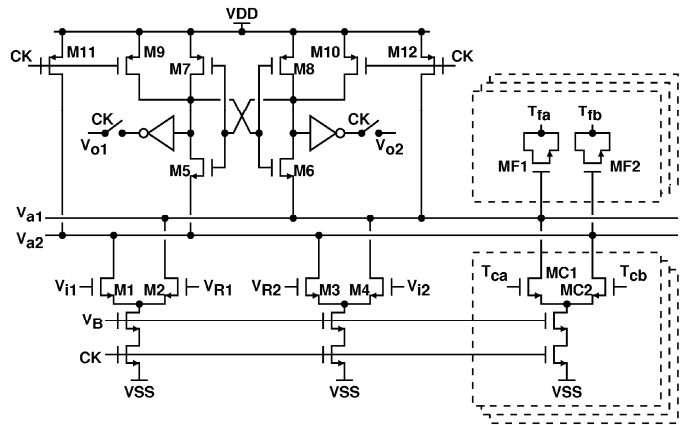 VDD
CK M11 M9 M7 M8 M10 M12 CK
CK CK
Vo1 Vo2
M5 M6
Tfa Tfb
MF1 MF2
Va1
Va2
Vi1 M1 M2 VR1 VR2 M3 M4 Vi2 Tca MC1 MC2 Tcb
VB
CK
VSS VSS VSS